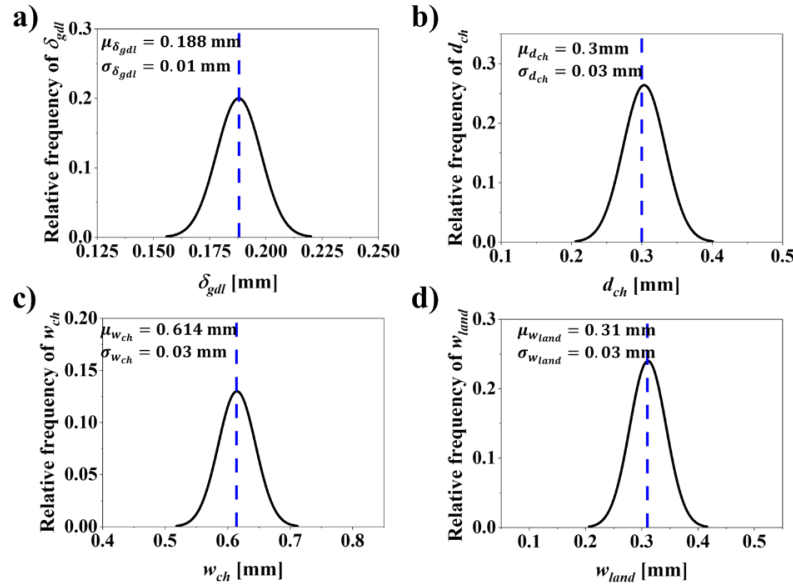 a)
Relative frequency of δgdl
0.3
0.2
0.1
0.0
μδgdl = 0.188 mm
σδgdl = 0.01 mm
0.125 0.150 0.175 0.200 0.225 0.250
δgdl [mm]
b)
Relative frequency of dch
0.3
0.2
0.1
0.0
μdch = 0.3mm
σdch = 0.03 mm
0.1 0.2 0.3 0.4 0.5
dch [mm]
c)
Relative frequency of wch
0.20
0.15
0.10
0.05
0.00
μwch = 0.614 mm
σwch = 0.03 mm
0.4 0.5 0.6 0.7 0.8
wch [mm]
d)
Relative frequency of wland
0.3
0.2
0.1
0.0
μwland = 0.31 mm
σwland = 0.03 mm
0.1 0.2 0.3 0.4 0.5
wland [mm]